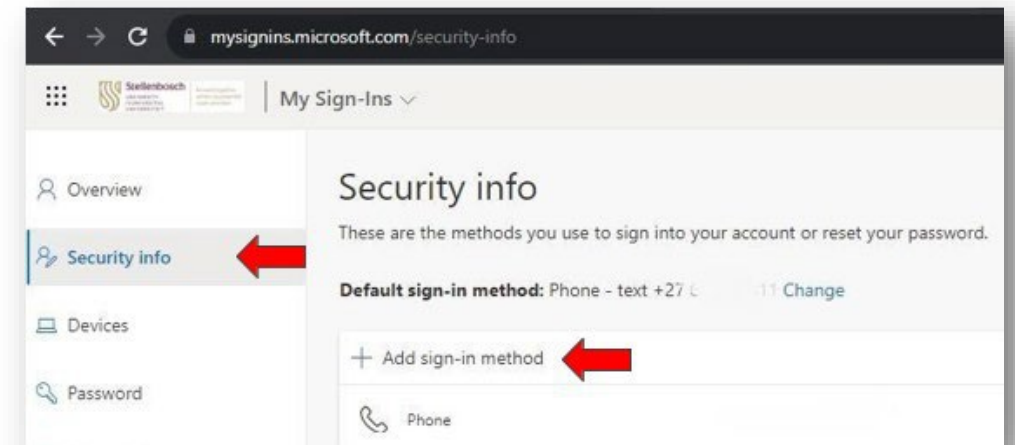 mysignins.microsoft.com/security-info
Stellenbosch
My Sign-Ins
Overview
Security info
Devices
Password
Security info
These are the methods you use to sign into your account or reset your password.
Default sign-in method: Phone - text +27 11 Change
+ Add sign-in method
Phone